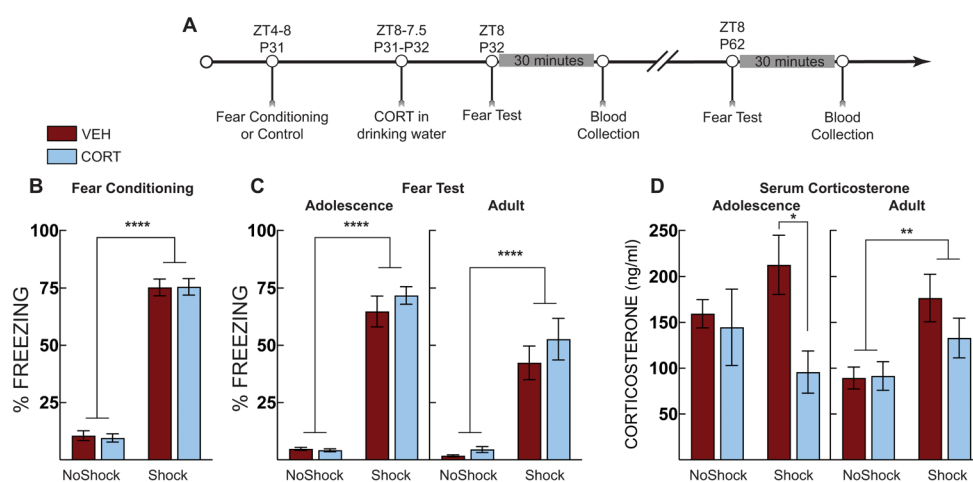 A
ZT4-8
P31
ZT8-7.5
P31-P32
ZT8
P32
ZT8
P62
30 minutes
30 minutes
Fear Conditioning
or Control
CORT in
drinking water
Fear Test
Blood
Collection
Fear Test
Blood
Collection
VEH
CORT
B
Fear Conditioning
% FREEZING
100
75
50
25
****
NoShock
Shock
C
Fear Test
Adolescence
Adult
% FREEZING
100
75
50
25
****
****
NoShock
Shock
NoShock
Shock
D
Serum Corticosterone
Adolescence
Adult
CORTICOSTERONE (ng/ml)
250
200
150
100
50
*
**
NoShock
Shock
NoShock
Shock